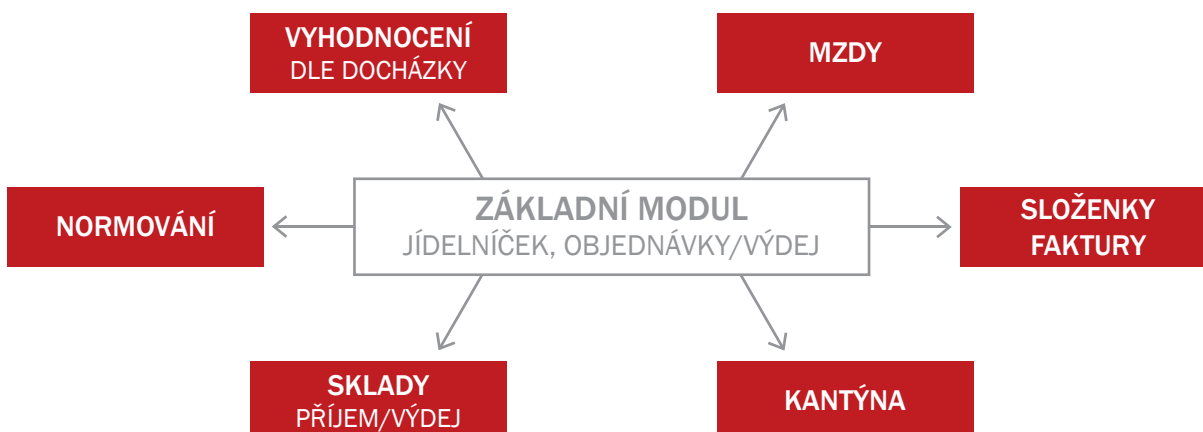 VYHODNOCENÍ
DLE DOCHÁZKY
MZDY
NORMOVÁNÍ
ZÁKLADNÍ MODUL
JÍDELNÍČEK, OBJEDNÁVKY/VÝDEJ
SLOŽENKY
FAKTURY
SKLADY
PŘÍJEM/VÝDEJ
KANTÝNA